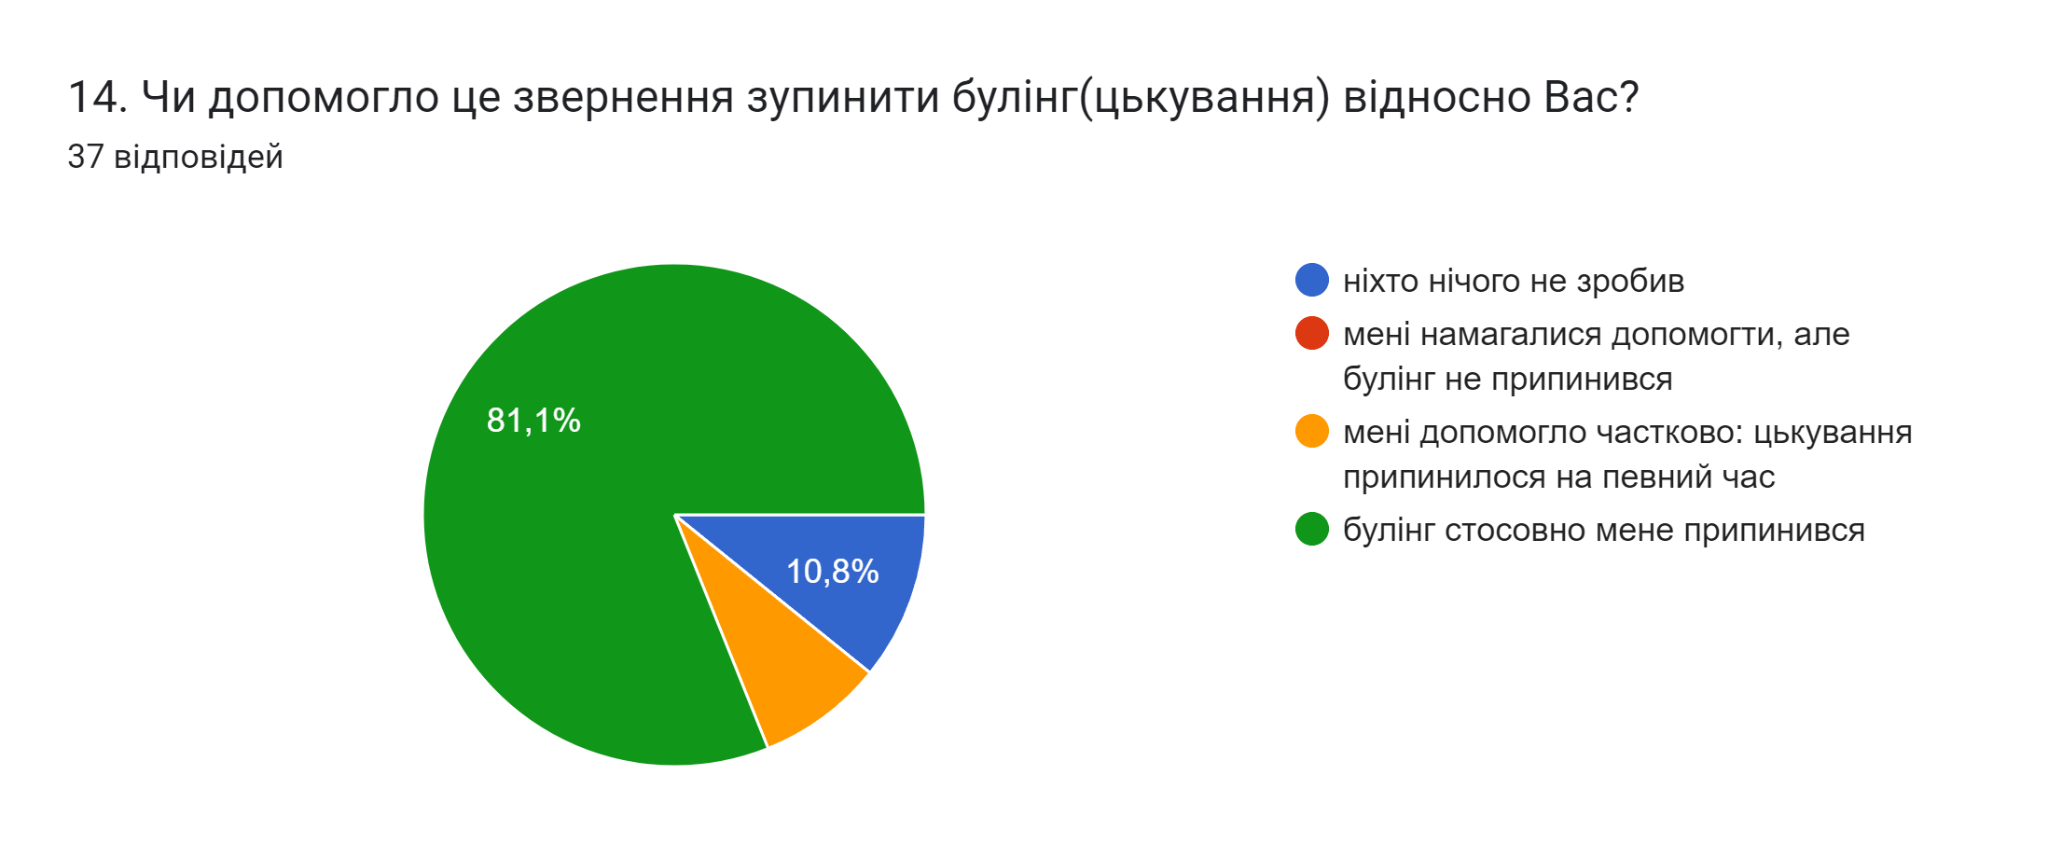 14. Чи допомогло це звернення зупинити булінг(цькування) відносно Вас?
37 відповідей
81,1%
10,8%
ніхто нічого не зробив
мені намагалися допомогти, але
булінг не припинився
мені допомогло частково: цькування
припинилося на певний час
булінг стосовно мене припинився